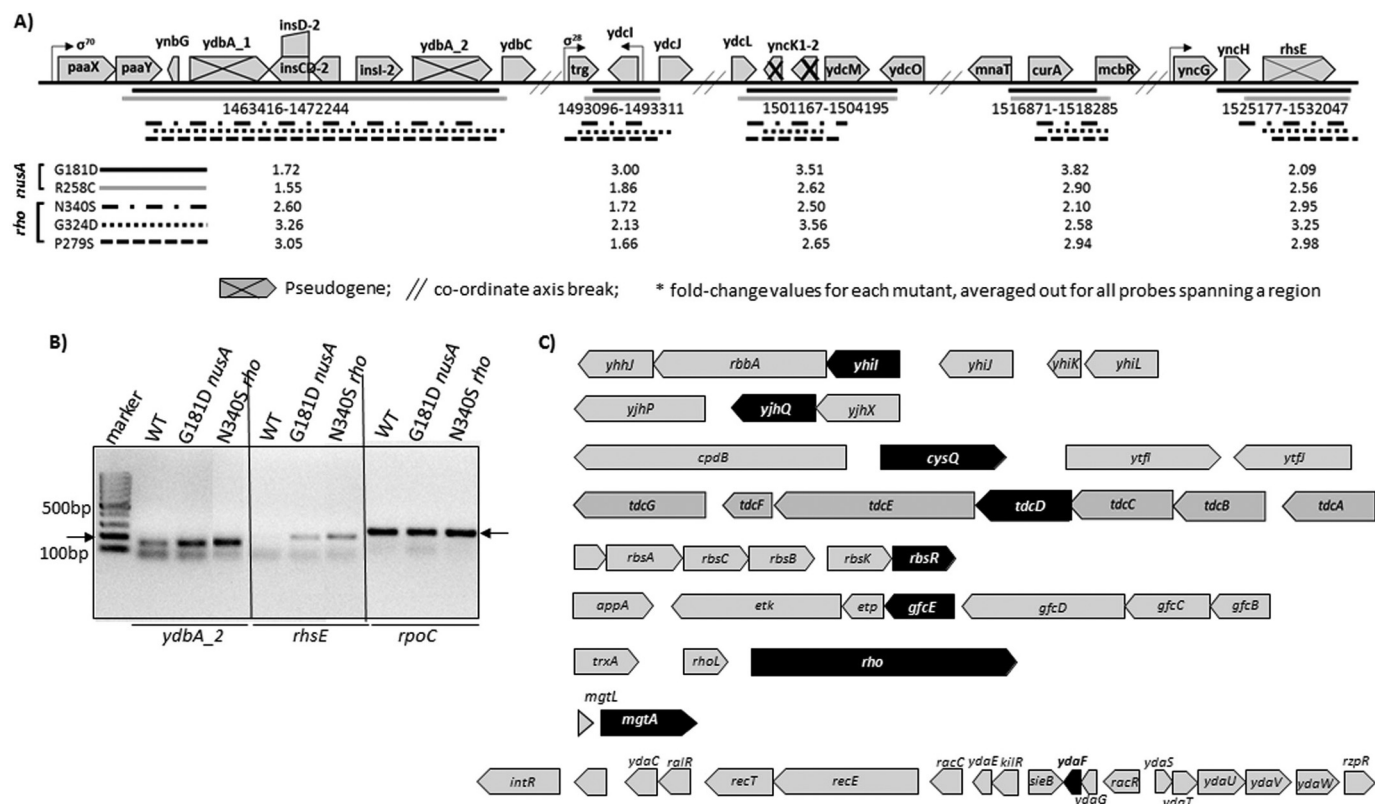 A)
σ70 paaX paaY ynbG ydbA_1 insD-2 insCD-2 insI-2 ydbA_2 ydbC σ28 trg ydcI ydcJ ydcL yncK1-2 ydcM ydcO mnaT curA mcbR yncG yncH rhsE
1463416-1472244 1493096-1493311 1501167-1504195 1516871-1518285 1525177-1532047
nusA
G181D 1.72 3.00 3.51 3.82 2.09
R258C 1.55 1.86 2.62 2.90 2.56
rho
N340S 2.60 1.72 2.50 2.10 2.95
G324D 3.26 2.13 3.56 2.58 3.25
P279S 3.05 1.66 2.65 2.94 2.98
Pseudogene; // co-ordinate axis break; * fold-change values for each mutant, averaged out for all probes spanning a region
B)
marker WT G181D nusA N340S rho WT G181D nusA N340S rho WT G181D nusA N340S rho
500bp
100bp
ydbA_2 rhsE rpoC
C)
yhhJ rbbA yhiI yhiJ yhiK yhiL
yjhP yjhQ yjhX
cpdB cysQ ytfI ytfJ
tdcG tdcF tdcE tdcD tdcC tdcB tdcA
rbsA rbsC rbsB rbsK rbsR
appA etk etp gfcE gfcD gfcC gfcB
trxA rhoL rho
mgtL
mgtA
intR ydaC ralR recT recE racC ydaE kilR sieB ydaF ydaG racR ydaS ydaT ydaU ydaV ydaW rzpR